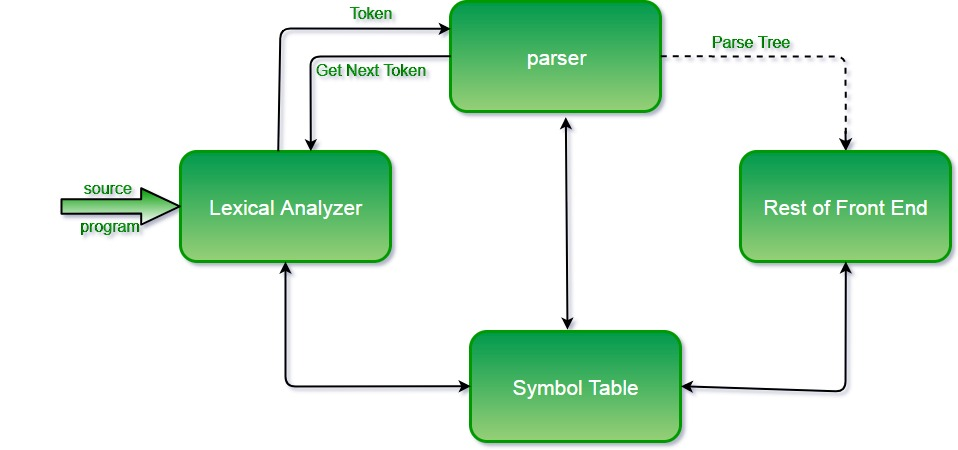 Token
parser
Parse Tree
Get Next Token
source
program
Lexical Analyzer
Rest of Front End
Symbol Table